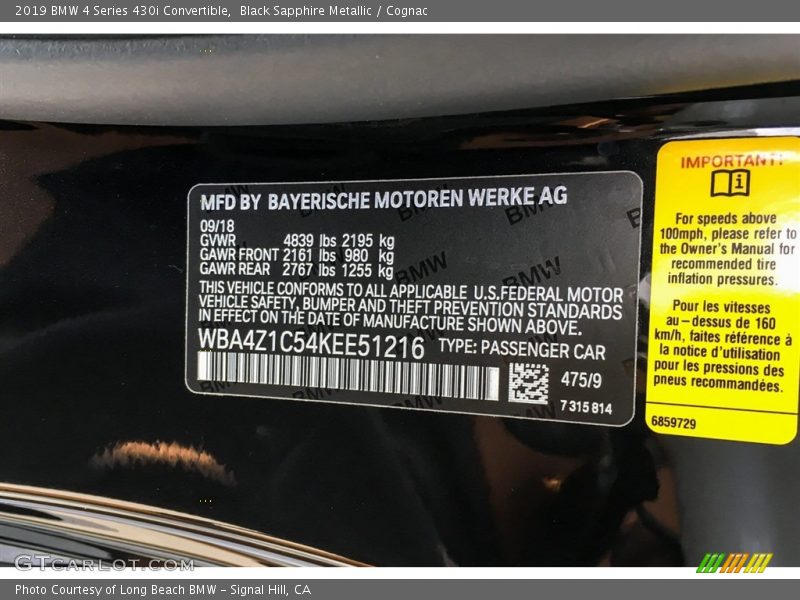 2019 BMW 4 Series 430i Convertible,  Black Sapphire Metallic / Cognac
MFD BY BAYERISCHE MOTOREN WERKE AG
09/18
GVWR 4839 lbs 2195 kg
GAWR FRONT 2161 lbs 980 kg
GAWR REAR 2767 lbs 1255 kg
THIS VEHICLE CONFORMS TO ALL APPLICABLE U.S.FEDERAL MOTOR
VEHICLE SAFETY, BUMPER AND THEFT PREVENTION STANDARDS
IN EFFECT ON THE DATE OF MANUFACTURE SHOWN ABOVE.
WBA4Z1C54KEE51216 TYPE: PASSENGER CAR
475/9
7 315 814
IMPORTANT!
For speeds above
100mph, please refer to
the Owner's Manual for
recommended tire
inflation pressures.
Pour les vitesses
au-dessus de 160
km/h, faites référence à
la notice d'utilisation
pour les pressions des
pneus recommandées.
6859729
GTCARLOT.COM
Photo Courtesy of Long Beach BMW - Signal Hill, CA